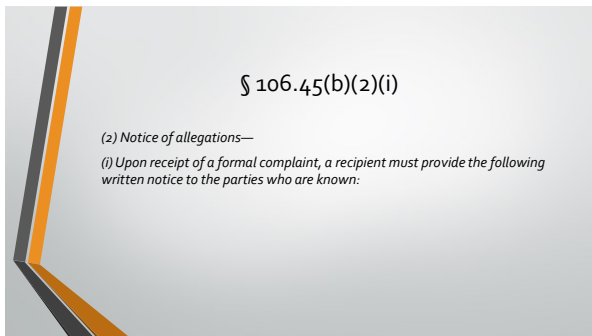 § 106.45(b)(2)(i)
(2) Notice of allegations—
(i) Upon receipt of a formal complaint, a recipient must provide the following
written notice to the parties who are known: